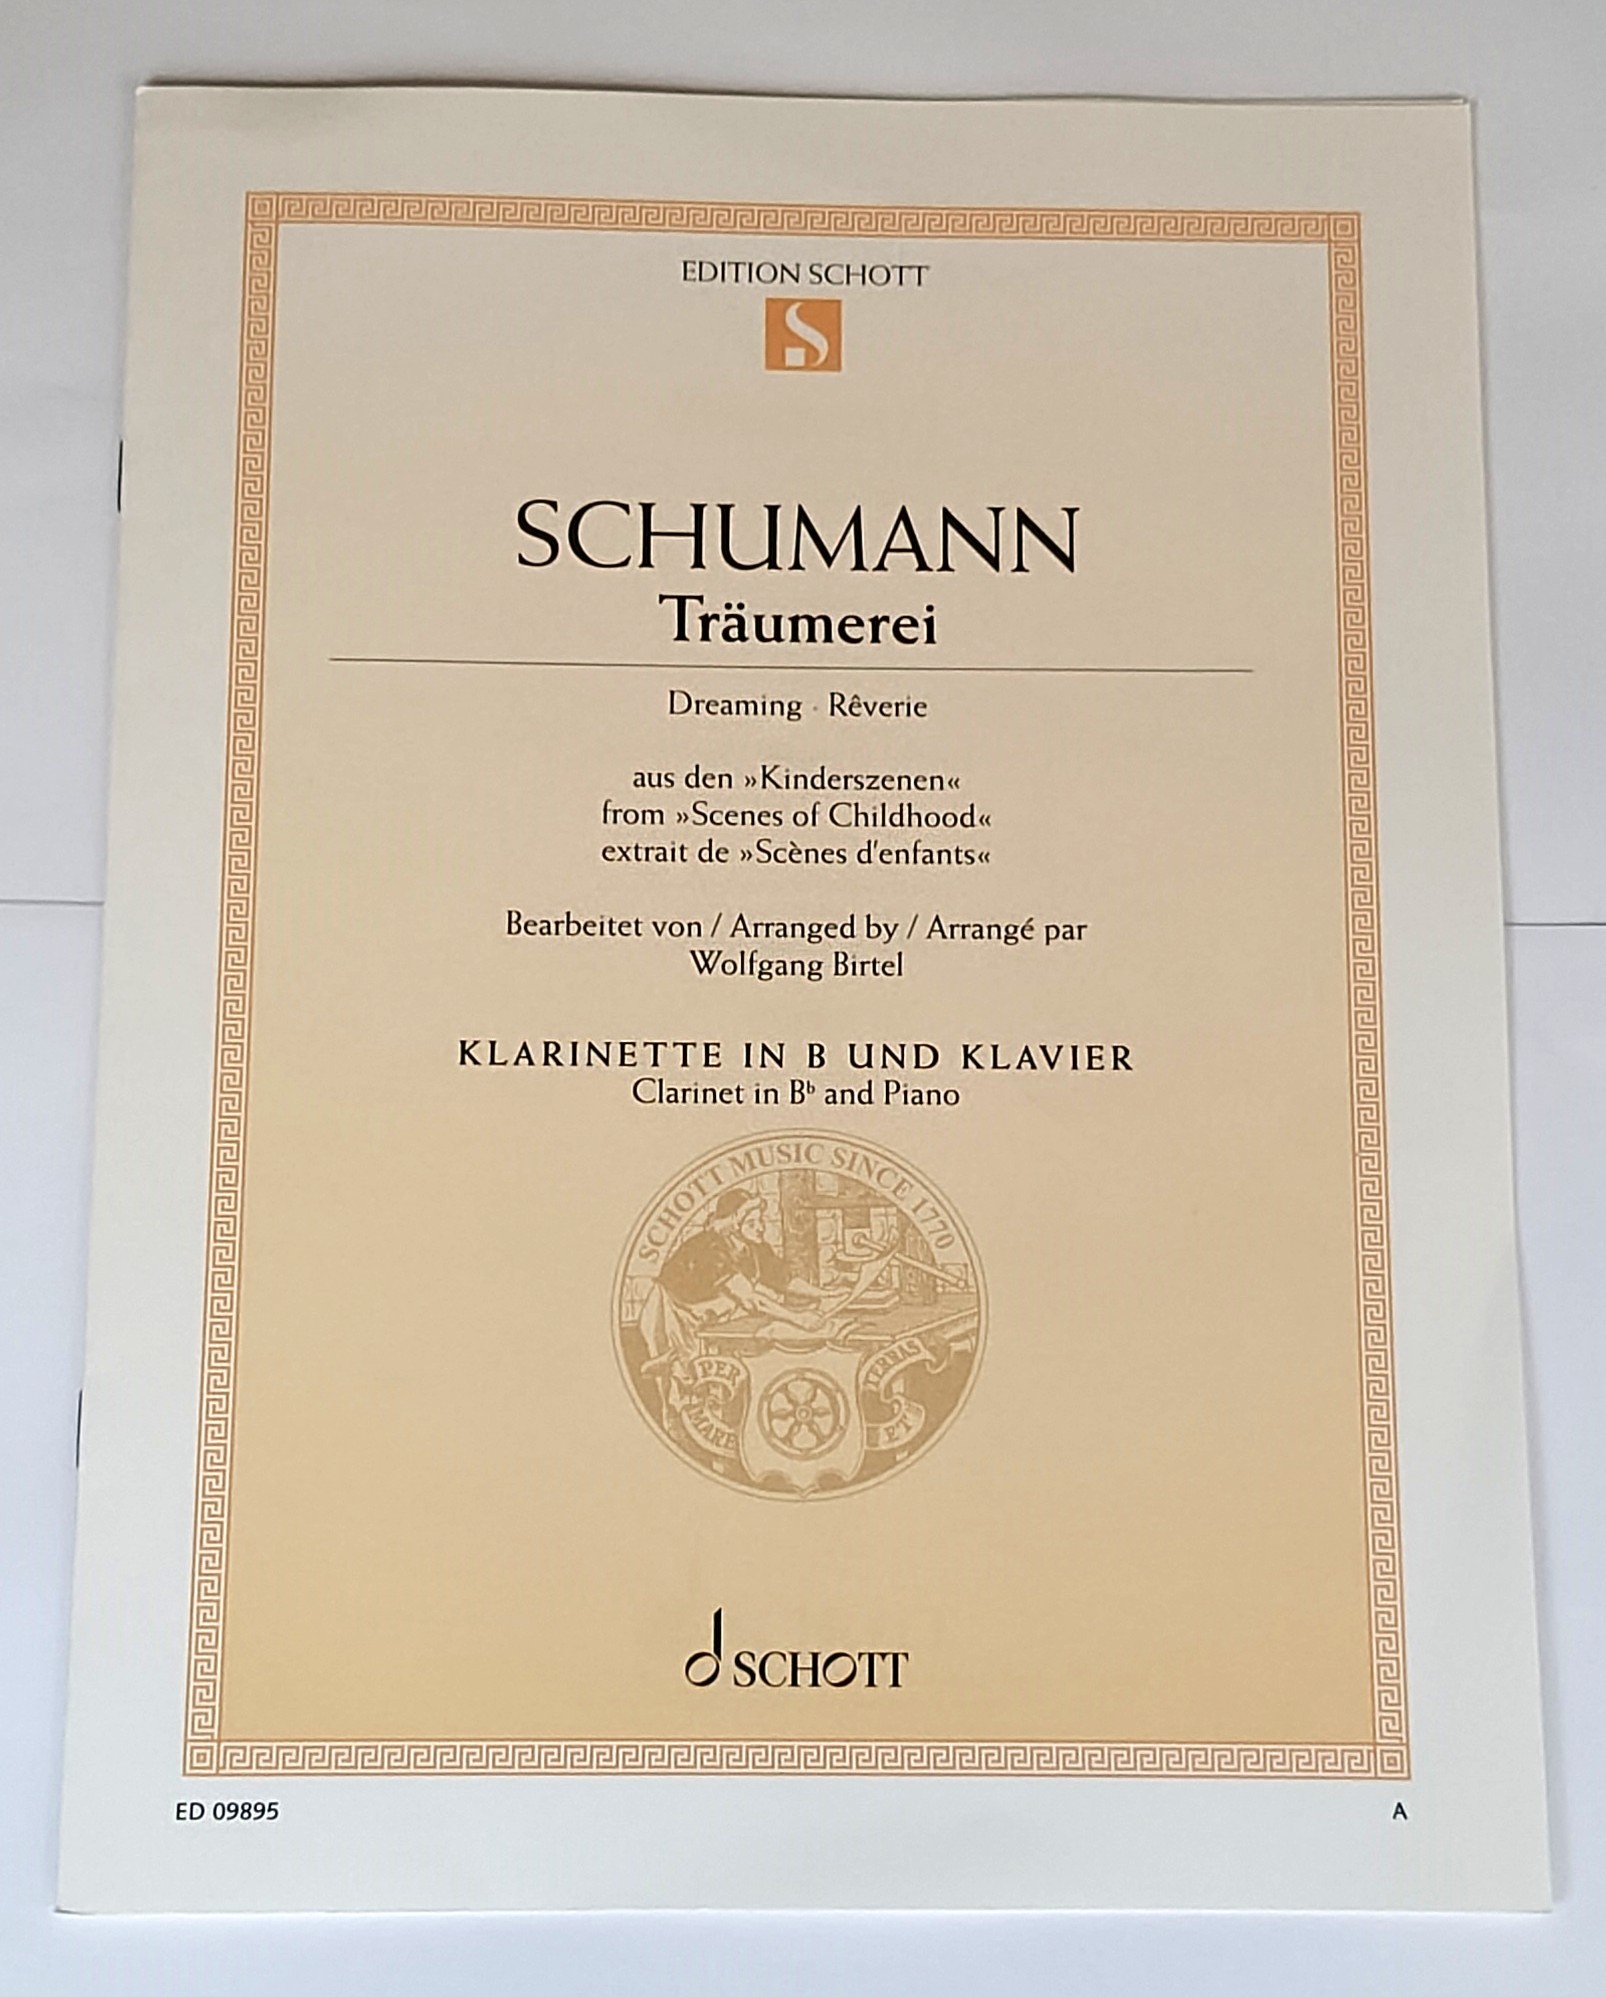 EDITION SCHOTT
S
SCHUMANN
Träumerei
Dreaming · Rêverie
aus den »Kinderszenen«
from »Scenes of Childhood«
extrait de »Scènes d'enfants«
Bearbeitet von / Arranged by / Arrangé par
Wolfgang Birtel
KLARINETTE IN B UND KLAVIER
Clarinet in B♭ and Piano
SCHOTT MUSIC SINCE 1770
PER MARE ET TERRAS
SCHOTT
ED 09895
A